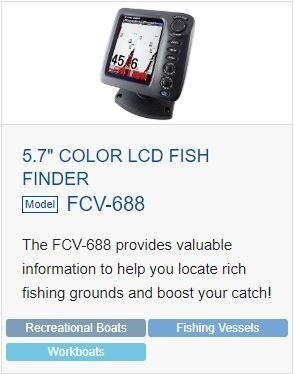 45.6
5.7" COLOR LCD FISH
FINDER
Model FCV-688
The FCV-688 provides valuable
information to help you locate rich
fishing grounds and boost your catch!
Recreational Boats Fishing Vessels
Workboats